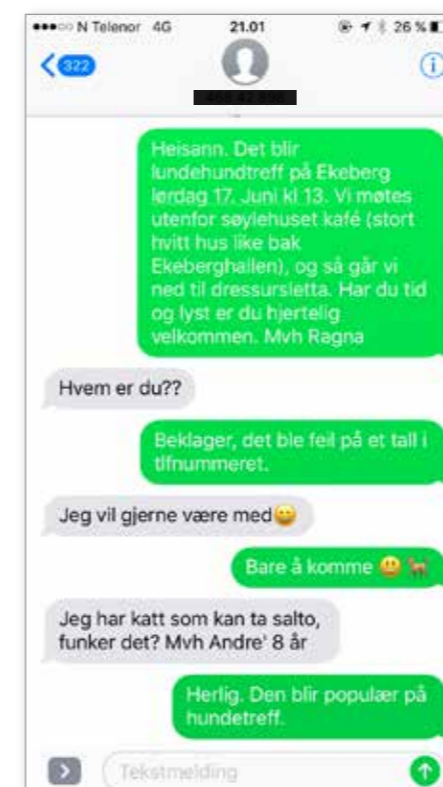 N Telenor 4G 21.01 26 %
322
Heisann. Det blir
lundehundtreff på Ekeberg
lørdag 17. Juni kl 13. Vi møtes
utenfor søylehuset kafé (stort
hvitt hus like bak
Ekeberghallen), og så går vi
ned til dressursletta. Har du tid
og lyst er du hjertelig
velkommen. Mvh Ragna
Hvem er du??
Beklager, det ble feil på et tall i
tlfnummeret.
Jeg vil gjerne være med😀
Bare å komme 😃 🐕
Jeg har katt som kan ta salto,
funker det? Mvh Andre' 8 år
Herlig. Den blir populær på
hundetreff.
Tekstmelding